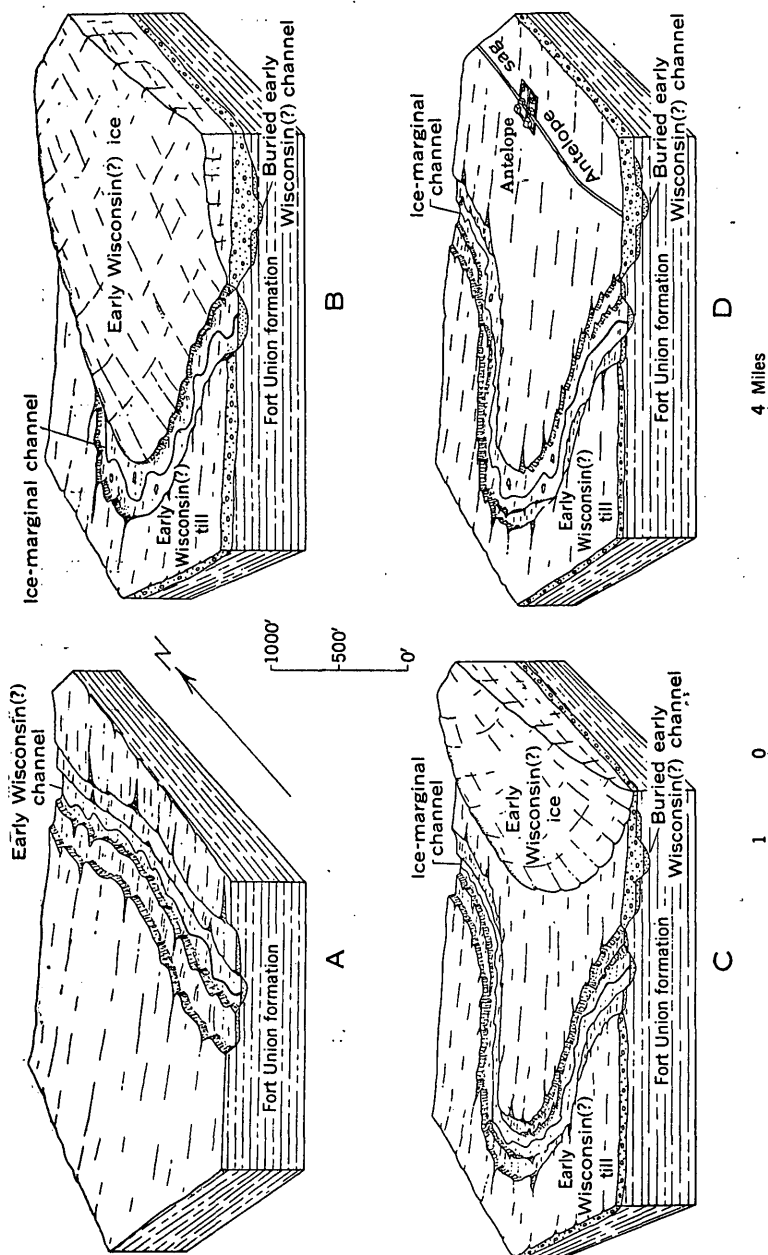 Early Wisconsin(?)
channel
Fort Union formation
A
N
1000'
500'
0'
Ice-marginal channel
Early Wisconsin(?) ice
Early
Wisconsin(?)
till
Fort Union formation
Buried early
Wisconsin(?) channel
B
Ice-marginal
channel
Early
Wisconsin(?)
ice
Early
Wisconsin(?)
till
Fort Union formation
Buried early
Wisconsin(?) channel
C
Ice-marginal
channel
Antelope
Antelope sag
Early
Wisconsin(?)
till
Fort Union formation
Buried early
Wisconsin(?) channel
D
1 0 4 Miles